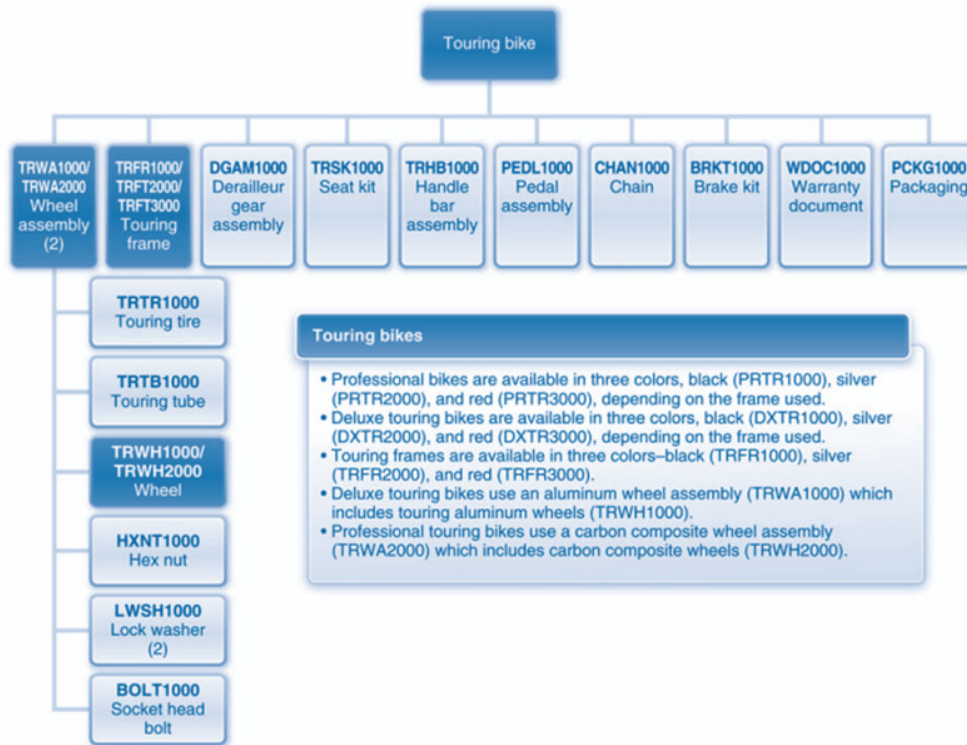 Touring bike
TRWA1000/
TRWA2000
Wheel
assembly
(2)
TRFR1000/
TRFT2000/
TRFT3000
Touring
frame
DGAM1000
Derailleur
gear
assembly
TRSK1000
Seat kit
TRHB1000
Handle
bar assembly
PEDL1000
Pedal
assembly
CHAN1000
Chain
BRKT1000
Brake kit
WDOC1000
Warranty
document
PCKG1000
Packaging
TRTR1000
Touring tire
TRTB1000
Touring tube
TRWH1000/
TRWH2000
Wheel
HXNT1000
Hex nut
LWSH1000
Lock washer
(2)
BOLT1000
Socket head
bolt
Touring bikes
• Professional bikes are available in three colors, black (PRTR1000), silver
(PRTR2000), and red (PRTR3000), depending on the frame used.
• Deluxe touring bikes are available in three colors, black (DXTR1000), silver
(DXTR2000), and red (DXTR3000), depending on the frame used.
• Touring frames are available in three colors–black (TRFR1000), silver
(TRFR2000), and red (TRFR3000).
• Deluxe touring bikes use an aluminum wheel assembly (TRWA1000) which
includes touring aluminum wheels (TRWH1000).
• Professional touring bikes use a carbon composite wheel assembly
(TRWA2000) which includes carbon composite wheels (TRWH2000).